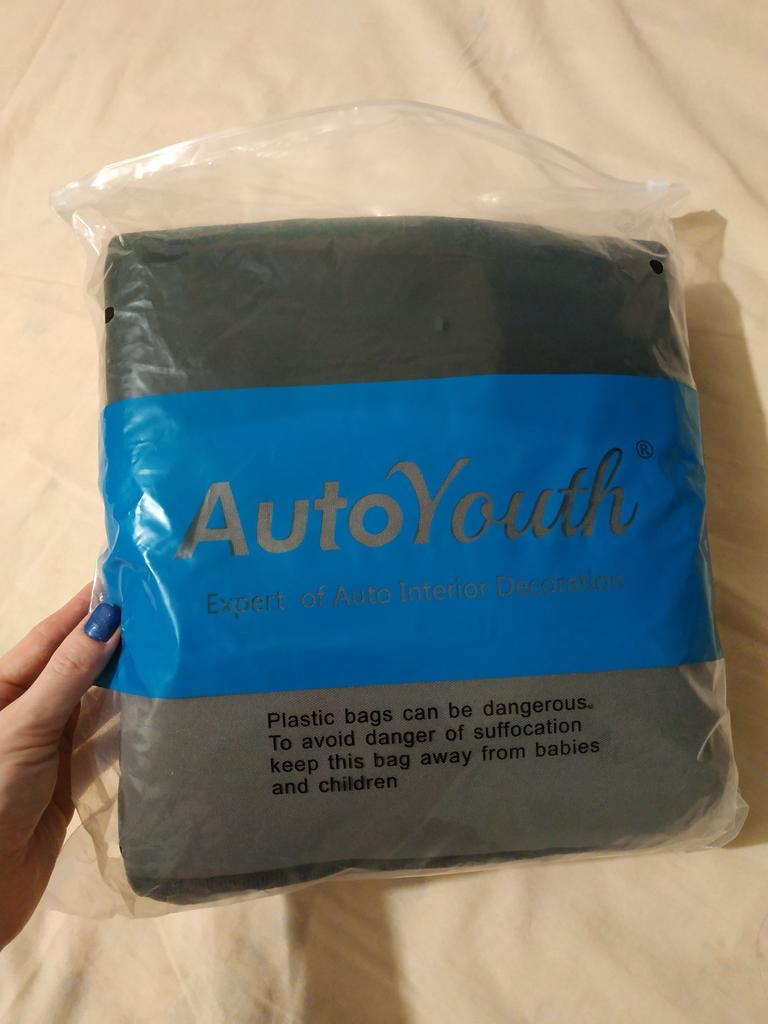 AutoYouth®
Expert of Auto Interior Decoration
Plastic bags can be dangerous.
To avoid danger of suffocation
keep this bag away from babies
and children